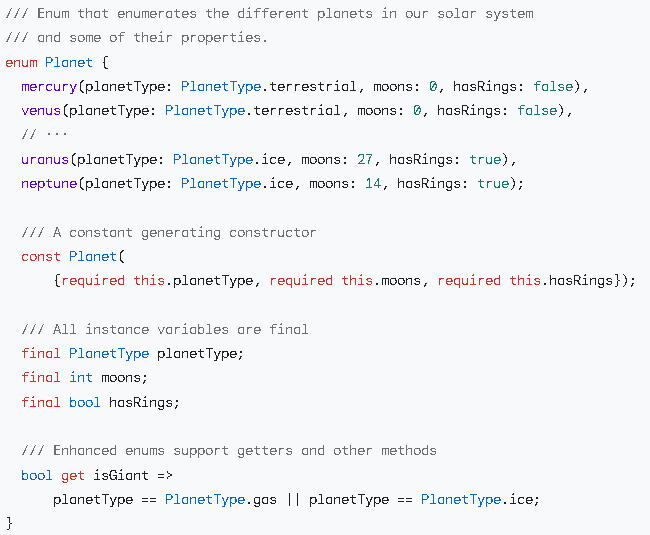 /// Enum that enumerates the different planets in our solar system
/// and some of their properties.
enum Planet {
  mercury(planetType: PlanetType.terrestrial, moons: 0, hasRings: false),
  venus(planetType: PlanetType.terrestrial, moons: 0, hasRings: false),
  // ···
  uranus(planetType: PlanetType.ice, moons: 27, hasRings: true),
  neptune(planetType: PlanetType.ice, moons: 14, hasRings: true);

  /// A constant generating constructor
  const Planet(
      {required this.planetType, required this.moons, required this.hasRings});

  /// All instance variables are final
  final PlanetType planetType;
  final int moons;
  final bool hasRings;

  /// Enhanced enums support getters and other methods
  bool get isGiant =>
      planetType == PlanetType.gas || planetType == PlanetType.ice;
}